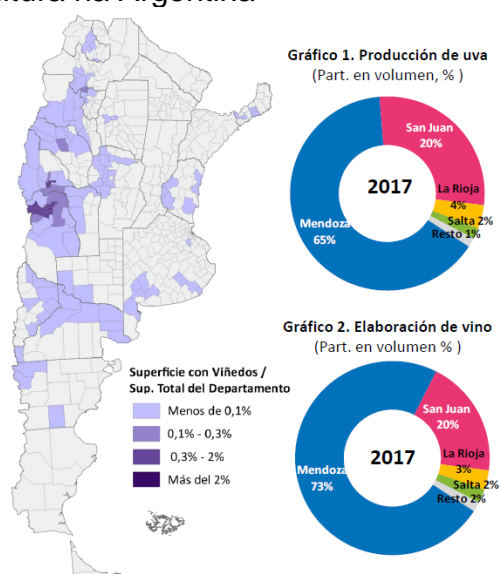 na Argentina
Gráfico 1. Producción de uva
(Part. en volumen, % )
San Juan
20%
2017
La Rioja
4%
Salta 2%
Resto 1%
Mendoza
65%
Gráfico 2. Elaboración de vino
(Part. en volumen % )
San Juan
20%
2017
La Rioja
3%
Salta 2%
Resto 2%
Mendoza
73%
Superficie con Viñedos /
Sup. Total del Departamento
Menos de 0,1%
0,1% - 0,3%
0,3% - 2%
Más del 2%